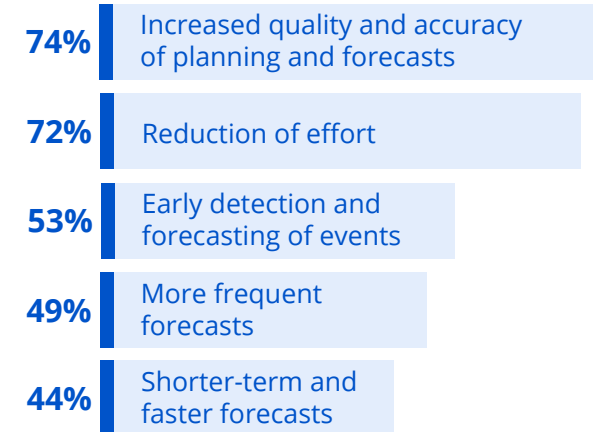 74%
Increased quality and accuracy
of planning and forecasts
72%
Reduction of effort
53%
Early detection and
forecasting of events
49%
More frequent
forecasts
44%
Shorter-term and
faster forecasts